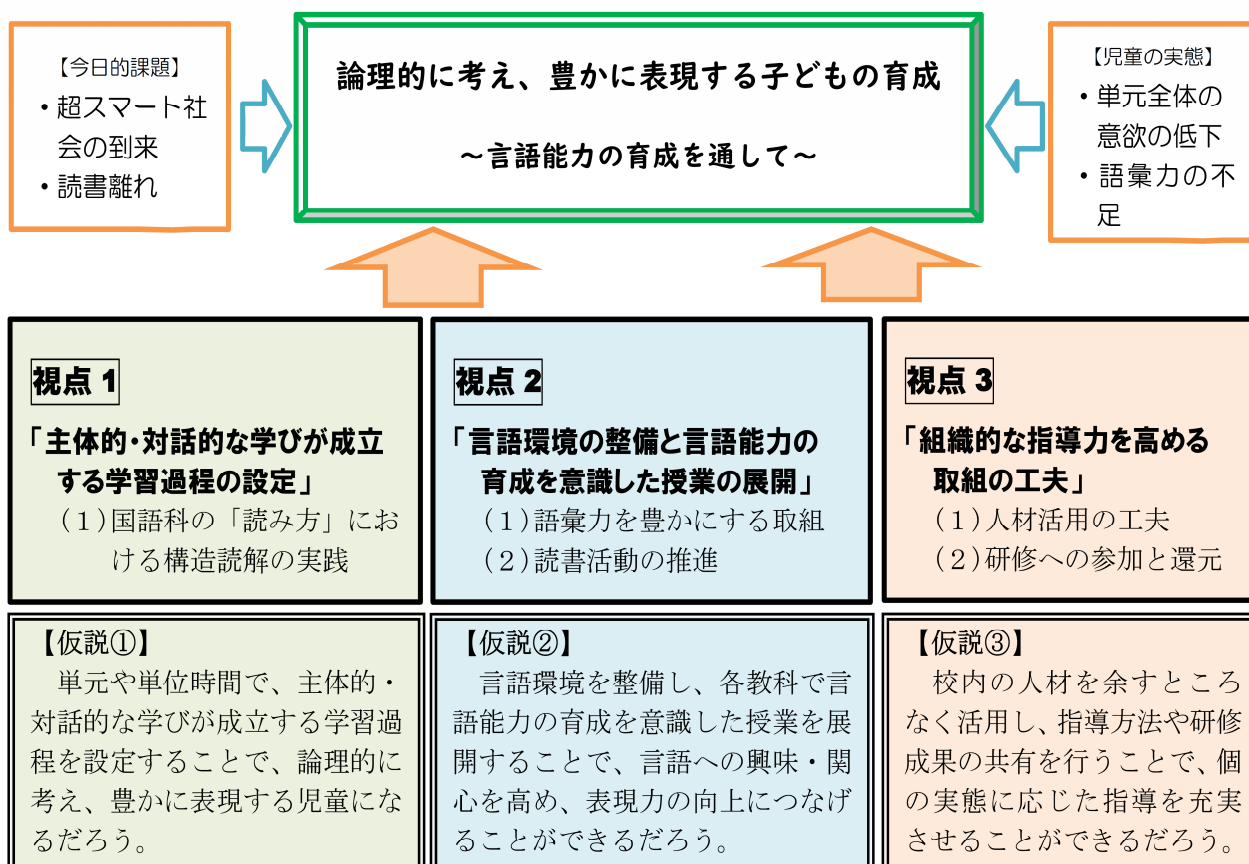 【今日的課題】
・超スマート社
会の到来
・読書離れ
論理的に考え、豊かに表現する子どもの育成
～言語能力の育成を通して～
【児童の実態】
・単元全体の
意欲の低下
・語彙力の不
足
視点 1
「主体的・対話的な学びが成立
する学習過程の設定」
（１）国語科の「読み方」にお
ける構造読解の実践
視点 2
「言語環境の整備と言語能力の
育成を意識した授業の展開」
（１）語彙力を豊かにする取組
（２）読書活動の推進
視点 3
「組織的な指導力を高める
取組の工夫」
（１）人材活用の工夫
（２）研修への参加と還元
【仮説①】
単元や単位時間で、主体的・
対話的な学びが成立する学習過
程を設定することで、論理的に
考え、豊かに表現する児童にな
るだろう。
【仮説②】
言語環境を整備し、各教科で言
語能力の育成を意識した授業を展
開することで、言語への興味・関
心を高め、表現力の向上につなげ
ることができるだろう。
【仮説③】
校内の人材を余すところ
なく活用し、指導方法や研修
成果の共有を行うことで、個
の実態に応じた指導を充実
させることができるだろう。